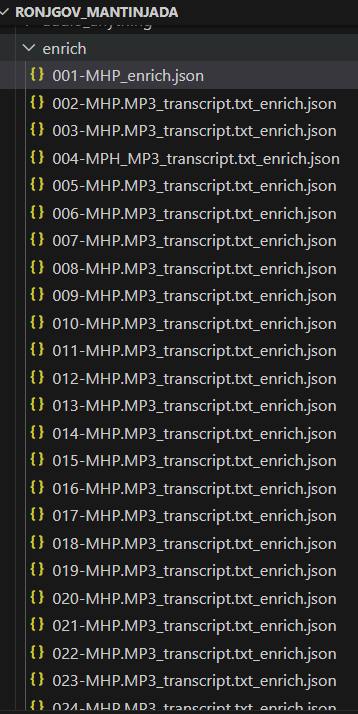 RONJGOV_MANTINJADA
audio_anything
enrich
{} 001-MHP_enrich.json
{} 002-MHP.MP3_transcript.txt_enrich.json
{} 003-MHP.MP3_transcript.txt_enrich.json
{} 004-MPH_MP3_transcript.txt_enrich.json
{} 005-MHP.MP3_transcript.txt_enrich.json
{} 006-MHP.MP3_transcript.txt_enrich.json
{} 007-MHP.MP3_transcript.txt_enrich.json
{} 008-MHP.MP3_transcript.txt_enrich.json
{} 009-MHP.MP3_transcript.txt_enrich.json
{} 010-MHP.MP3_transcript.txt_enrich.json
{} 011-MHP.MP3_transcript.txt_enrich.json
{} 012-MHP.MP3_transcript.txt_enrich.json
{} 013-MHP.MP3_transcript.txt_enrich.json
{} 014-MHP.MP3_transcript.txt_enrich.json
{} 015-MHP.MP3_transcript.txt_enrich.json
{} 016-MHP.MP3_transcript.txt_enrich.json
{} 017-MHP.MP3_transcript.txt_enrich.json
{} 018-MHP.MP3_transcript.txt_enrich.json
{} 019-MHP.MP3_transcript.txt_enrich.json
{} 020-MHP.MP3_transcript.txt_enrich.json
{} 021-MHP.MP3_transcript.txt_enrich.json
{} 022-MHP.MP3_transcript.txt_enrich.json
{} 023-MHP.MP3_transcript.txt_enrich.json
{} 024-MHP.MP3_transcript.txt_enrich.json